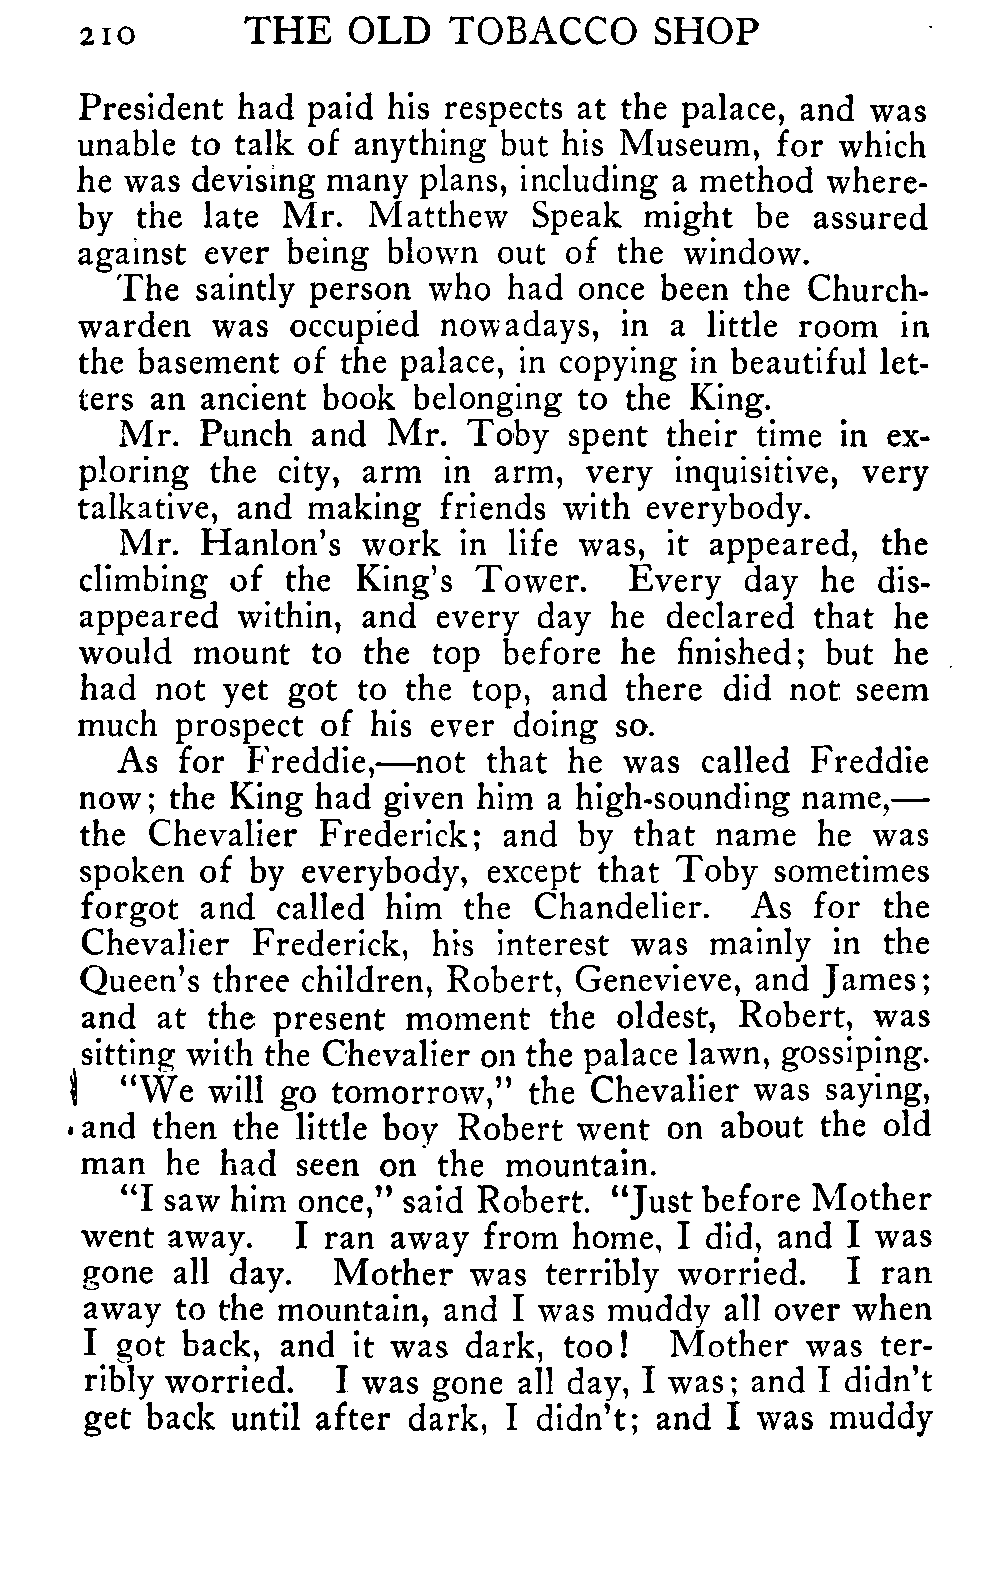 210 THE OLD TOBACCO SHOP
President had paid his respects at the palace, and was
unable to talk of anything but his Museum, for which
he was devising many plans, including a method where-
by the late Mr. Matthew Speak might be assured
against ever being blown out of the window.
The saintly person who had once been the Church-
warden was occupied nowadays, in a little room in
the basement of the palace, in copying in beautiful let-
ters an ancient book belonging to the King.
Mr. Punch and Mr. Toby spent their time in ex-
ploring the city, arm in arm, very inquisitive, very
talkative, and making friends with everybody.
Mr. Hanlon's work in life was, it appeared, the
climbing of the King's Tower. Every day he dis-
appeared within, and every day he declared that he
would mount to the top before he finished; but he
had not yet got to the top, and there did not seem
much prospect of his ever doing so.
As for Freddie,—not that he was called Freddie
now; the King had given him a high-sounding name,—
the Chevalier Frederick; and by that name he was
spoken of by everybody, except that Toby sometimes
forgot and called him the Chandelier. As for the
Chevalier Frederick, his interest was mainly in the
Queen's three children, Robert, Genevieve, and James;
and at the present moment the oldest, Robert, was
sitting with the Chevalier on the palace lawn, gossiping.
"We will go tomorrow," the Chevalier was saying,
and then the little boy Robert went on about the old
man he had seen on the mountain.
"I saw him once," said Robert. "Just before Mother
went away. I ran away from home, I did, and I was
gone all day. Mother was terribly worried. I ran
away to the mountain, and I was muddy all over when
I got back, and it was dark, too! Mother was ter-
ribly worried. I was gone all day, I was; and I didn't
get back until after dark, I didn't; and I was muddy